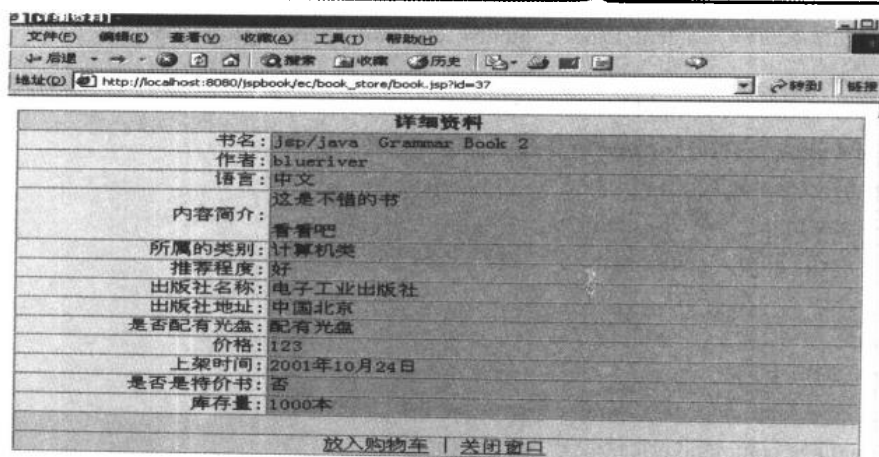 文件(F) 编辑(E) 查看(V) 收藏(A) 工具(T) 帮助(H)
后退 搜索 收藏 历史
地址(D) http://localhost:8080/jspbook/ec/book_store/book.jsp?id=37 转到 链接
详细资料
书名: jsp/java Grammar Book 2
作者: blueriver
语言: 中文
内容简介: 这是不错的书
看看吧
所属的类别: 计算机类
推荐程度: 好
出版社名称: 电子工业出版社
出版社地址: 中国北京
是否配有光盘: 配有光盘
价格: 123
上架时间: 2001年10月24日
是否是特价书: 否
库存量: 1000本
放入购物车 | 关闭窗口